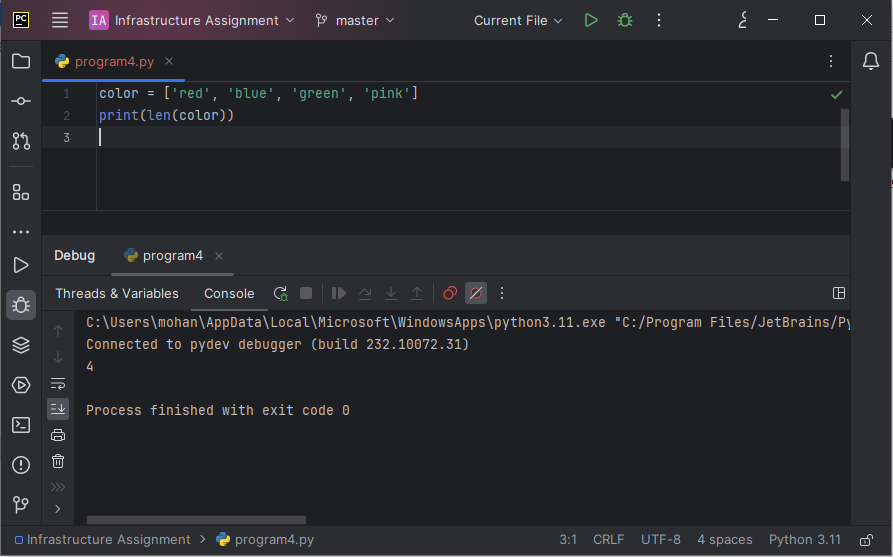 PC IA Infrastructure Assignment master Current File
program4.py
1 color = ['red', 'blue', 'green', 'pink']
2 print(len(color))
3
Debug program4
Threads & Variables Console
C:\Users\mohan\AppData\Local\Microsoft\WindowsApps\python3.11.exe "C:/Program Files/JetBrains/Py
Connected to pydev debugger (build 232.10072.31)
4
Process finished with exit code 0
Infrastructure Assignment > program4.py 3:1 CRLF UTF-8 4 spaces Python 3.11